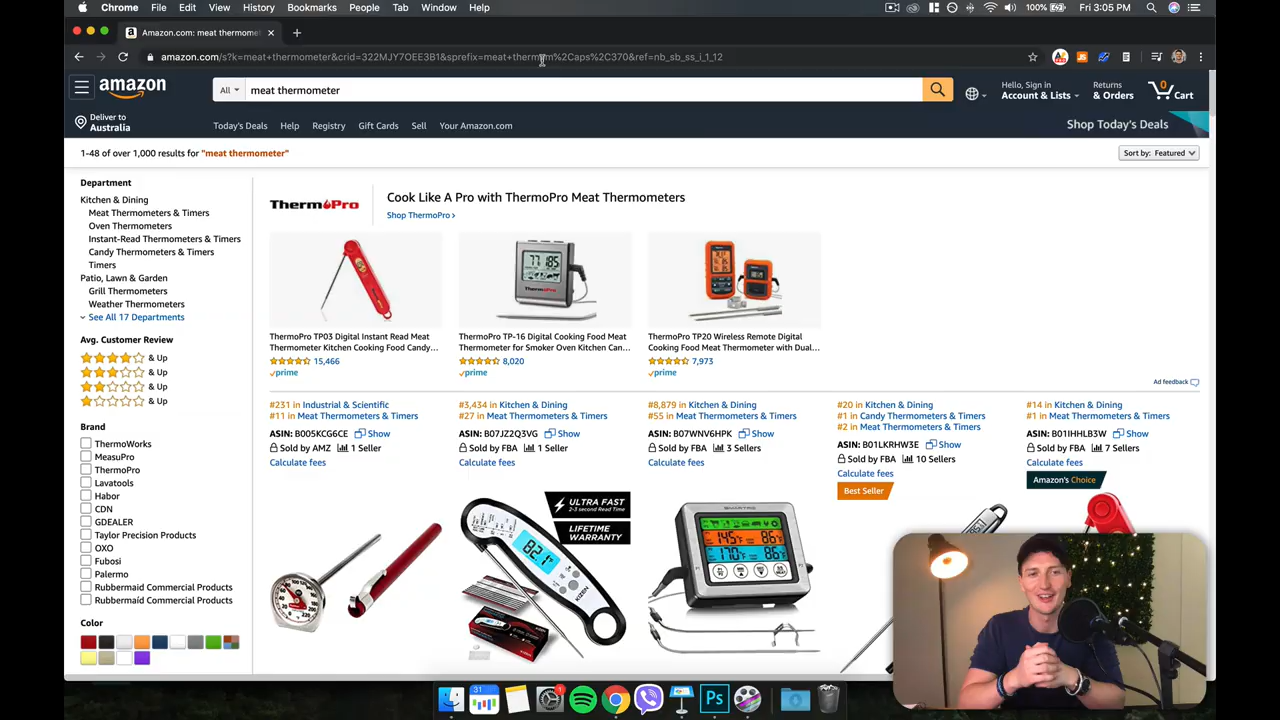 Chrome File Edit View History Bookmarks People Tab Window Help
100% Fri 3:05 PM
Amazon.com: meat thermomet
amazon.com/s?k=meat+thermometer&crid=322MJY7OEE3B1&sprefix=meat+thermom%2Caps%2C370&ref=nb_sb_ss_i_1_12
amazon
All meat thermometer
Hello, Sign in
Account & Lists
Returns
& Orders
0
Cart
Deliver to
Australia
Today's Deals Help Registry Gift Cards Sell Your Amazon.com
Shop Today's Deals
1-48 of over 1,000 results for "meat thermometer"
Sort by: Featured
Department
Kitchen & Dining
Meat Thermometers & Timers
Oven Thermometers
Instant-Read Thermometers & Timers
Candy Thermometers & Timers
Timers
Patio, Lawn & Garden
Grill Thermometers
Weather Thermometers
See All 17 Departments
Avg. Customer Review
& Up
& Up
& Up
& Up
Brand
ThermoWorks
MeasuPro
ThermoPro
Lavatools
Habor
CDN
GDEALER
Taylor Precision Products
OXO
Fubosi
Palermo
Rubbermaid Commercial Products
Rubbermaid Commercial Products
Color
ThermoPro
Cook Like A Pro with ThermoPro Meat Thermometers
Shop ThermoPro ›
ThermoPro TP03 Digital Instant Read Meat
Thermometer Kitchen Cooking Food Candy…
15,466
prime
ThermoPro TP-16 Digital Cooking Food Meat
Thermometer for Smoker Oven Kitchen Can…
8,020
prime
ThermoPro TP20 Wireless Remote Digital
Cooking Food Meat Thermometer with Dual…
7,973
prime
Ad feedback
#231 in Industrial & Scientific
#11 in Meat Thermometers & Timers
ASIN: B005KCG6CE Show
Sold by AMZ 1 Seller
Calculate fees
#3,434 in Kitchen & Dining
#27 in Meat Thermometers & Timers
ASIN: B07JZ2Q3VG Show
Sold by FBA 1 Seller
Calculate fees
ULTRA FAST
2-3 second Read Time
LIFETIME
WARRANTY
#8,879 in Kitchen & Dining
#55 in Meat Thermometers & Timers
ASIN: B07WNV6HPK Show
Sold by FBA 3 Sellers
Calculate fees
#20 in Kitchen & Dining
#1 in Candy Thermometers & Timers
#2 in Meat Thermometers & Timers
ASIN: B01LKRHW3E Show
Sold by FBA 10 Sellers
Calculate fees
Best Seller
#14 in Kitchen & Dining
#1 in Meat Thermometers & Timers
ASIN: B01IHHLB3W Show
Sold by FBA 7 Sellers
Calculate fees
Amazon's Choice
31
Ps